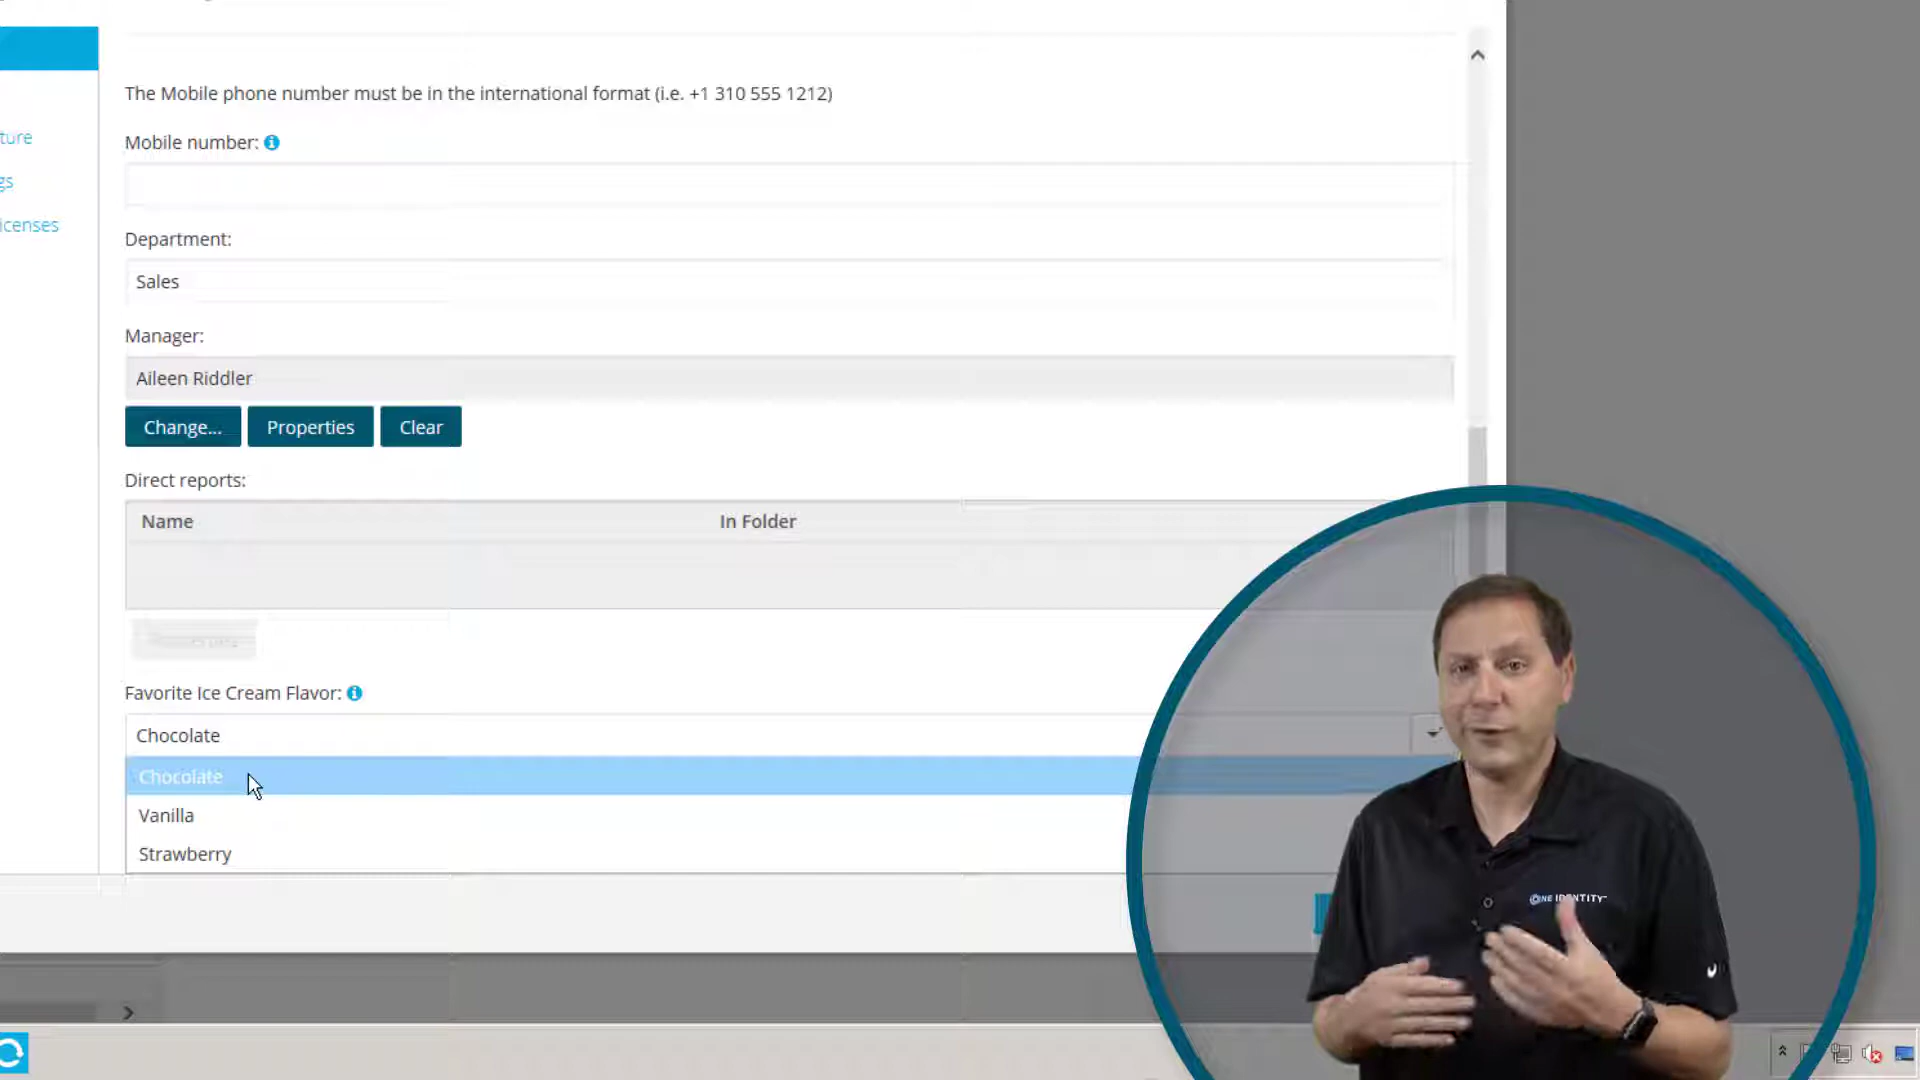 The Mobile phone number must be in the international format (i.e. +1 310 555 1212)
ture
Mobile number:
gs
icenses
Department:
Sales
Manager:
Aileen Riddler
Change... Properties Clear
Direct reports:
Name In Folder
Favorite Ice Cream Flavor:
Chocolate
Chocolate
Vanilla
Strawberry
ONE IDENTITY